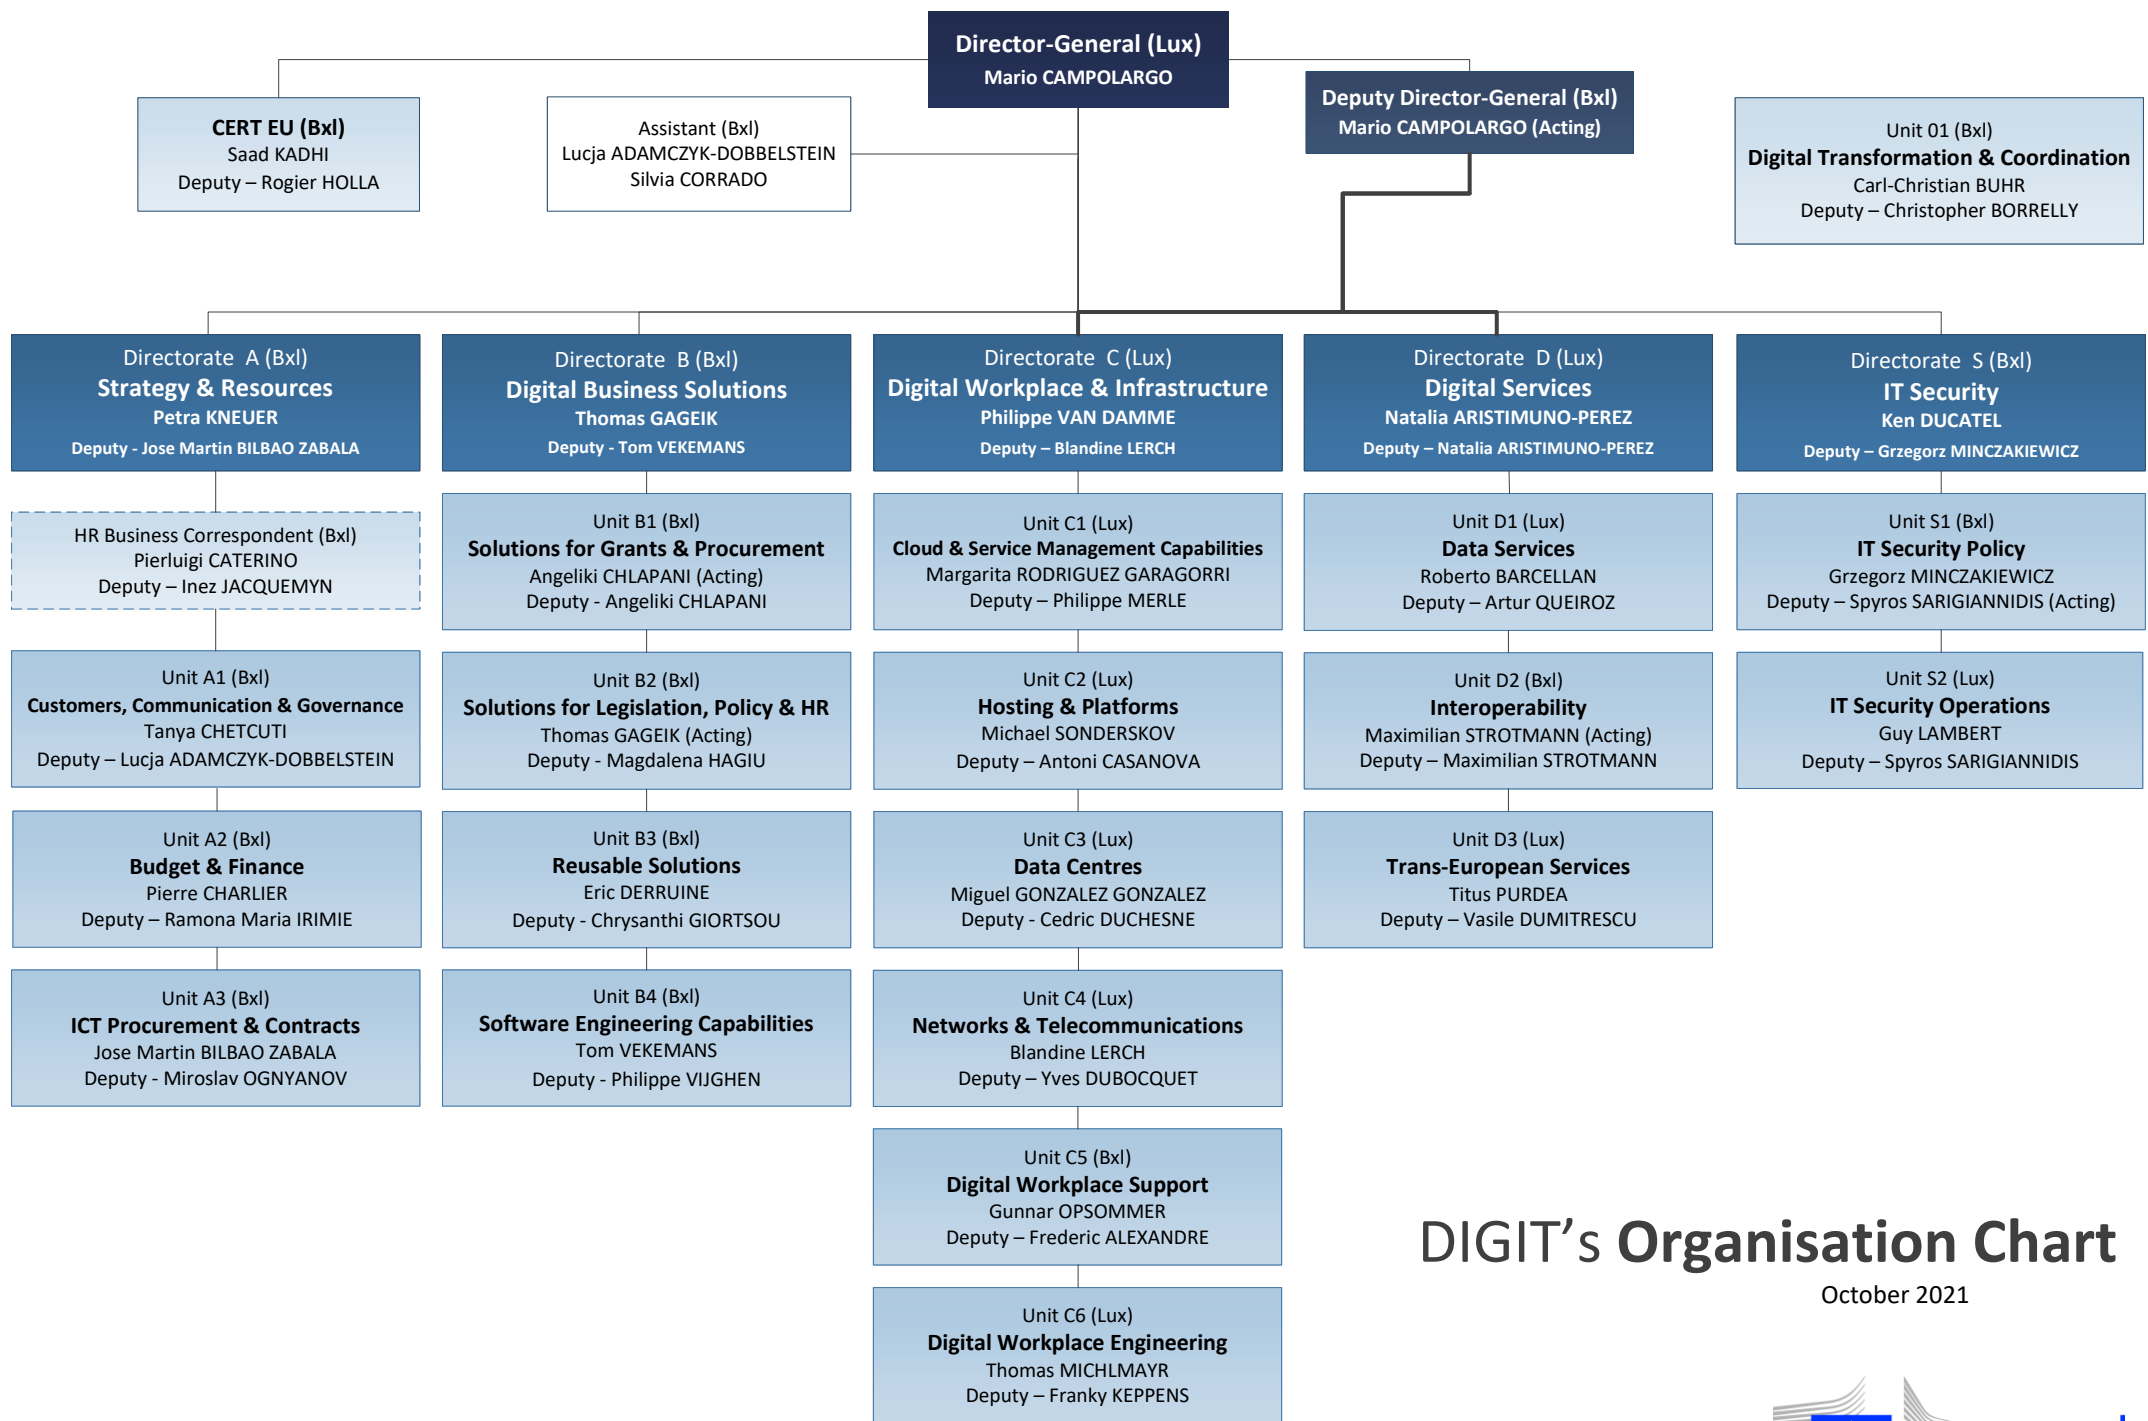 Director-General (Lux)
Mario CAMPOLARGO
Deputy Director-General (Bxl)
Mario CAMPOLARGO (Acting)
CERT EU (Bxl)
Saad KADHI
Deputy – Rogier HOLLA
Assistant (Bxl)
Lucja ADAMCZYK-DOBBELSTEIN
Silvia CORRADO
Unit 01 (Bxl)
Digital Transformation & Coordination
Carl-Christian BUHR
Deputy – Christopher BORRELLY
Directorate A (Bxl)
Strategy & Resources
Petra KNEUER
Deputy - Jose Martin BILBAO ZABALA
HR Business Correspondent (Bxl)
Pierluigi CATERINO
Deputy – Inez JACQUEMYN
Unit A1 (Bxl)
Customers, Communication & Governance
Tanya CHETCUTI
Deputy – Lucja ADAMCZYK-DOBBELSTEIN
Unit A2 (Bxl)
Budget & Finance
Pierre CHARLIER
Deputy – Ramona Maria IRIMIE
Unit A3 (Bxl)
ICT Procurement & Contracts
Jose Martin BILBAO ZABALA
Deputy - Miroslav OGNYANOV
Directorate B (Bxl)
Digital Business Solutions
Thomas GAGEIK
Deputy - Tom VEKEMANS
Unit B1 (Bxl)
Solutions for Grants & Procurement
Angeliki CHLAPANI (Acting)
Deputy - Angeliki CHLAPANI
Unit B2 (Bxl)
Solutions for Legislation, Policy & HR
Thomas GAGEIK (Acting)
Deputy - Magdalena HAGIU
Unit B3 (Bxl)
Reusable Solutions
Eric DERRUINE
Deputy - Chrysanthi GIORTSOU
Unit B4 (Bxl)
Software Engineering Capabilities
Tom VEKEMANS
Deputy - Philippe VIJGHEN
Directorate C (Lux)
Digital Workplace & Infrastructure
Philippe VAN DAMME
Deputy – Blandine LERCH
Unit C1 (Lux)
Cloud & Service Management Capabilities
Margarita RODRIGUEZ GARAGORRI
Deputy – Philippe MERLE
Unit C2 (Lux)
Hosting & Platforms
Michael SONDERSKOV
Deputy – Antoni CASANOVA
Unit C3 (Lux)
Data Centres
Miguel GONZALEZ GONZALEZ
Deputy - Cedric DUCHESNE
Unit C4 (Lux)
Networks & Telecommunications
Blandine LERCH
Deputy – Yves DUBOCQUET
Unit C5 (Bxl)
Digital Workplace Support
Gunnar OPSOMMER
Deputy – Frederic ALEXANDRE
Unit C6 (Lux)
Digital Workplace Engineering
Thomas MICHLMAYR
Deputy – Franky KEPPENS
Directorate D (Lux)
Digital Services
Natalia ARISTIMUNO-PEREZ
Deputy – Natalia ARISTIMUNO-PEREZ
Unit D1 (Lux)
Data Services
Roberto BARCELLAN
Deputy – Artur QUEIROZ
Unit D2 (Bxl)
Interoperability
Maximilian STROTMANN (Acting)
Deputy – Maximilian STROTMANN
Unit D3 (Lux)
Trans-European Services
Titus PURDEA
Deputy – Vasile DUMITRESCU
Directorate S (Bxl)
IT Security
Ken DUCATEL
Deputy – Grzegorz MINCZAKIEWICZ
Unit S1 (Bxl)
IT Security Policy
Grzegorz MINCZAKIEWICZ
Deputy – Spyros SARIGIANNIDIS (Acting)
Unit S2 (Lux)
IT Security Operations
Guy LAMBERT
Deputy – Spyros SARIGIANNIDIS
DIGIT's Organisation Chart
October 2021